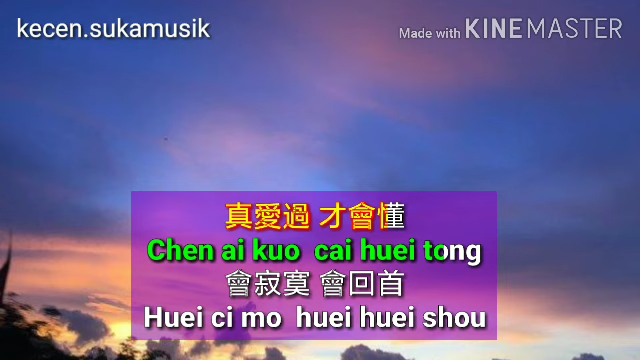 kecen.sukamusik
Made with KINEMASTER
真愛過 才會懂
Chen ai kuo cai huei tong
會寂寞 會回首
Huei ci mo huei huei shou